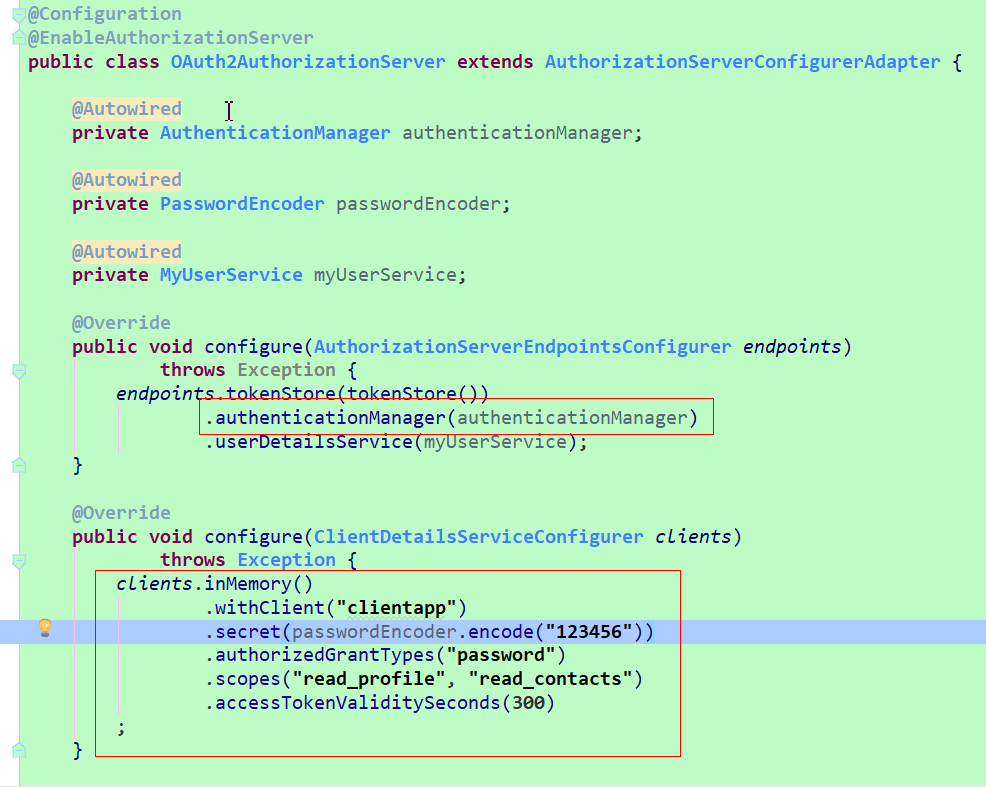 @Configuration
@EnableAuthorizationServer
public class OAuth2AuthorizationServer extends AuthorizationServerConfigurerAdapter {
@Autowired
private AuthenticationManager authenticationManager;
@Autowired
private PasswordEncoder passwordEncoder;
@Autowired
private MyUserService myUserService;
@Override
public void configure(AuthorizationServerEndpointsConfigurer endpoints)
throws Exception {
endpoints.tokenStore(tokenStore())
.authenticationManager(authenticationManager)
.userDetailsService(myUserService);
}
@Override
public void configure(ClientDetailsServiceConfigurer clients)
throws Exception {
clients.inMemory()
.withClient("clientapp")
.secret(passwordEncoder.encode("123456"))
.authorizedGrantTypes("password")
.scopes("read_profile", "read_contacts")
.accessTokenValiditySeconds(300)
;
}